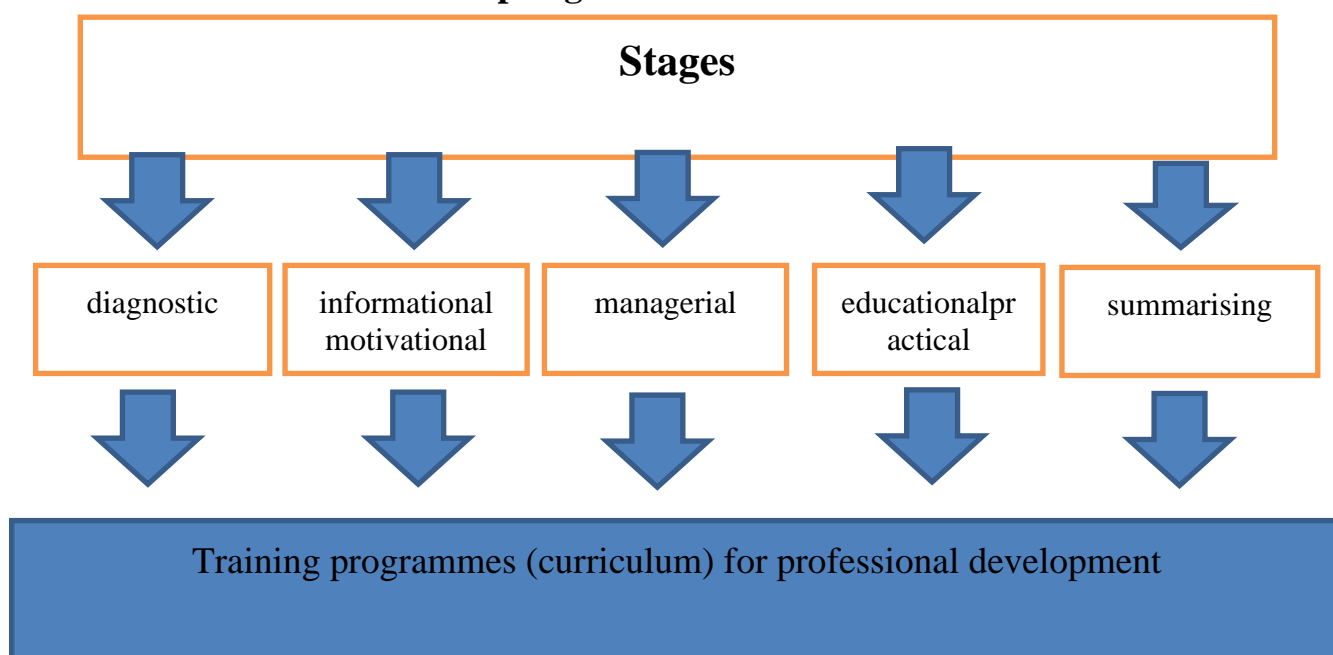 Stages
diagnostic
informational
motivational
managerial
educationalpr
actical
summarising
Training programmes (curriculum) for professional development